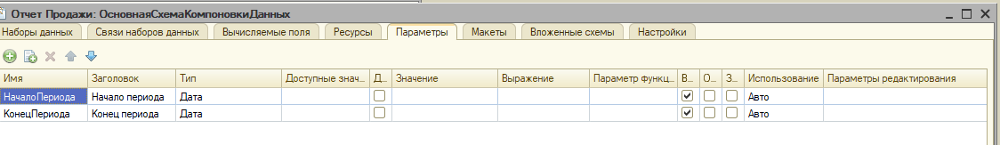 Отчет Продажи: ОсновнаяСхемаКомпоновкиДанных
Наборы данных Связи наборов данных Вычисляемые поля Ресурсы Параметры Макеты Вложенные схемы Настройки
Имя Заголовок Тип Доступные знач... Д... Значение Выражение Параметр функц... В... О... З... Использование Параметры редактирования
НачалоПериода Начало периода Дата Авто
КонецПериода Конец периода Дата Авто